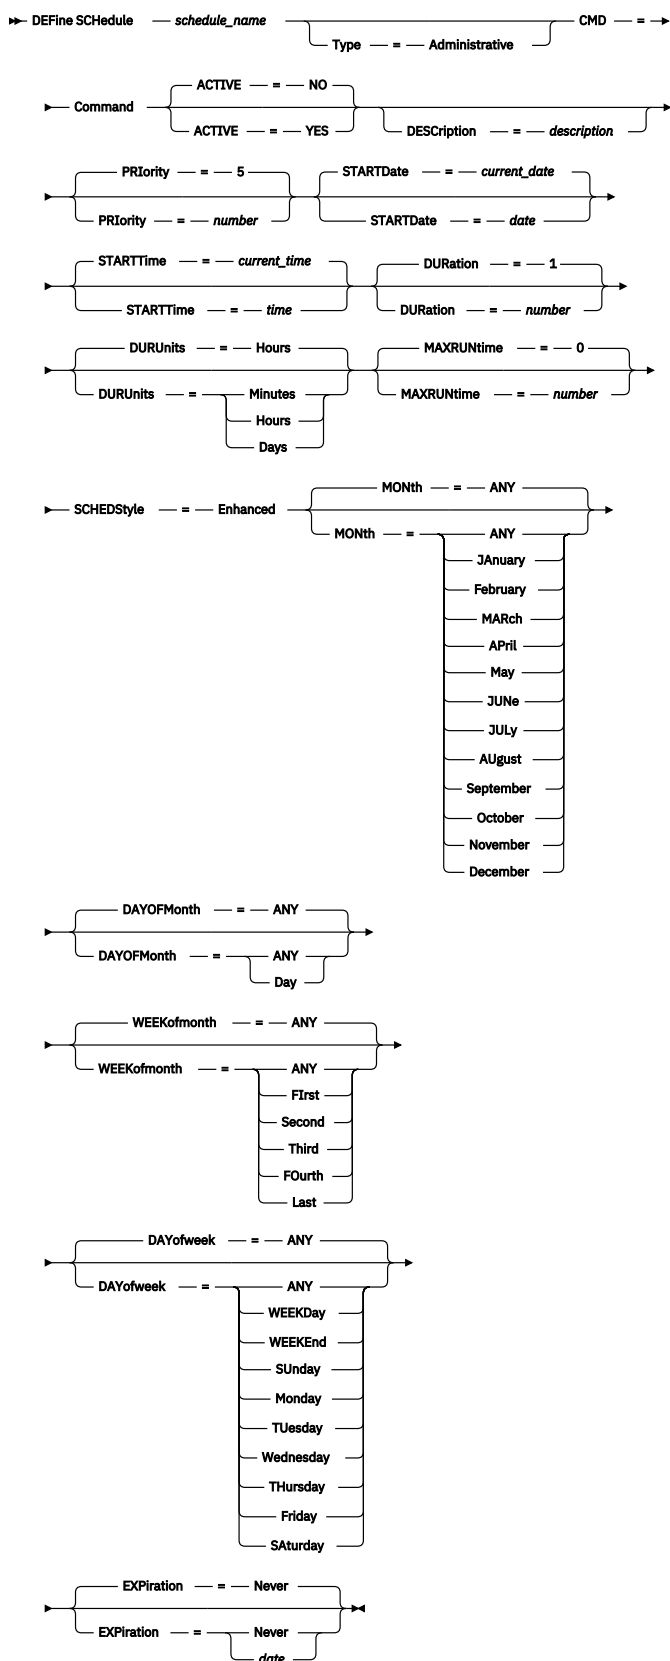 DEFine SCHedule — schedule_name CMD — = —
Type — = — Administrative
ACTIVE — = — NO
Command
ACTIVE — = — YES
DESCription — = — description
PRIority — = — 5
STARTDate — = — current_date
PRIority — = — number
STARTDate — = — date
STARTTime — = — current_time
DURation — = — 1
STARTTime — = — time
DURation — = — number
DURUnits — = — Hours
MAXRUNtime — = — 0
DURUnits — = — Minutes
MAXRUNtime — = — number
Hours
Days
MONth — = — ANY
SCHEDStyle — = — Enhanced
MONth — = — ANY
JAnuary
February
MARch
APril
May
JUNe
JULy
AUgust
September
October
November
December
DAYOFMonth — = — ANY
DAYOFMonth — = — ANY
Day
WEEKofmonth — = — ANY
WEEKofmonth — = — ANY
FIrst
Second
Third
FOurth
Last
DAYofweek — = — ANY
DAYofweek — = — ANY
WEEKDay
WEEKEnd
SUnday
Monday
TUesday
Wednesday
THursday
Friday
SAturday
EXPiration — = — Never
EXPiration — = — Never
date